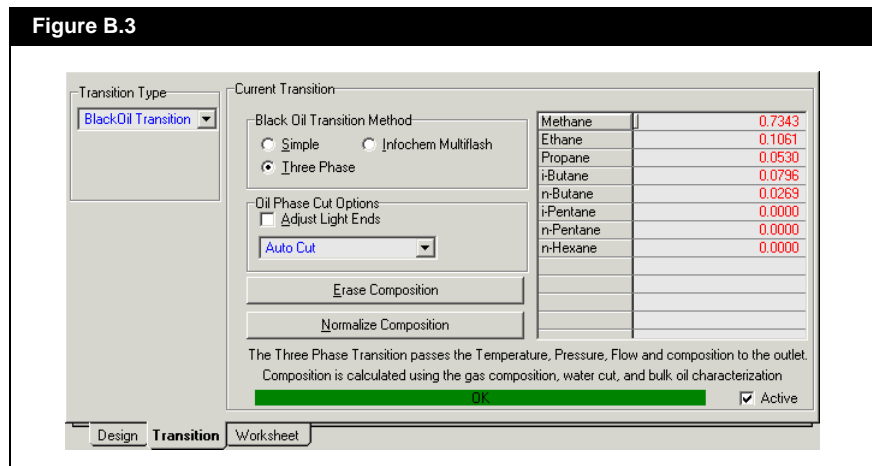 Figure B.3
Transition Type
BlackOil Transition
Current Transition
Black Oil Transition Method
Simple
Infochem Multiflash
Three Phase
Oil Phase Cut Options
Adjust Light Ends
Auto Cut
Erase Composition
Normalize Composition
Methane 0.7343
Ethane 0.1061
Propane 0.0530
i-Butane 0.0796
n-Butane 0.0269
i-Pentane 0.0000
n-Pentane 0.0000
n-Hexane 0.0000
The Three Phase Transition passes the Temperature, Pressure, Flow and composition to the outlet.
Composition is calculated using the gas composition, water cut, and bulk oil characterization
OK
Active
Design Transition Worksheet